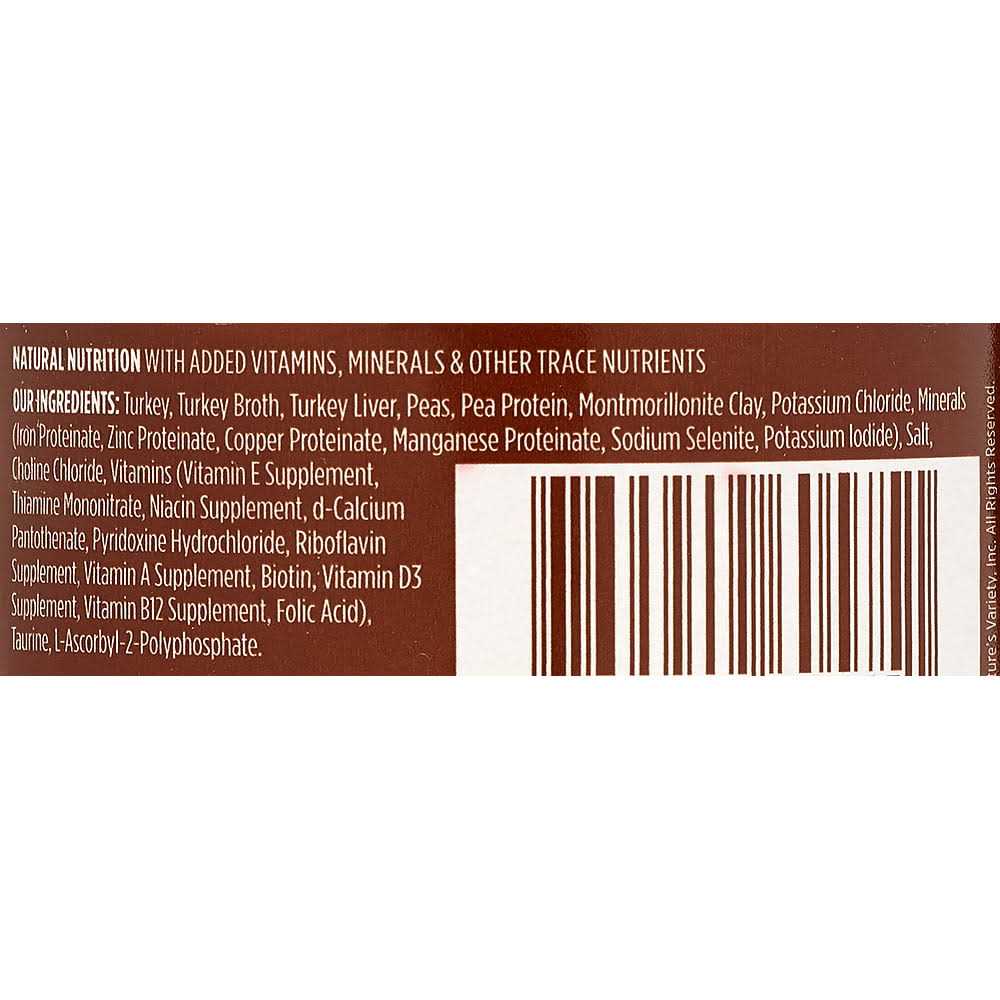 NATURAL NUTRITION WITH ADDED VITAMINS, MINERALS & OTHER TRACE NUTRIENTS
OUR INGREDIENTS: Turkey, Turkey Broth, Turkey Liver, Peas, Pea Protein, Montmorillonite Clay, Potassium Chloride, Minerals
(Iron Proteinate, Zinc Proteinate, Copper Proteinate, Manganese Proteinate, Sodium Selenite, Potassium Iodide), Salt,
Choline Chloride, Vitamins (Vitamin E Supplement,
Thiamine Mononitrate, Niacin Supplement, d-Calcium
Pantothenate, Pyridoxine Hydrochloride, Riboflavin
Supplement, Vitamin A Supplement, Biotin, Vitamin D3
Supplement, Vitamin B12 Supplement, Folic Acid),
Taurine, L-Ascorbyl-2-Polyphosphate.
ture's Variety, Inc. All Rights Reserved.